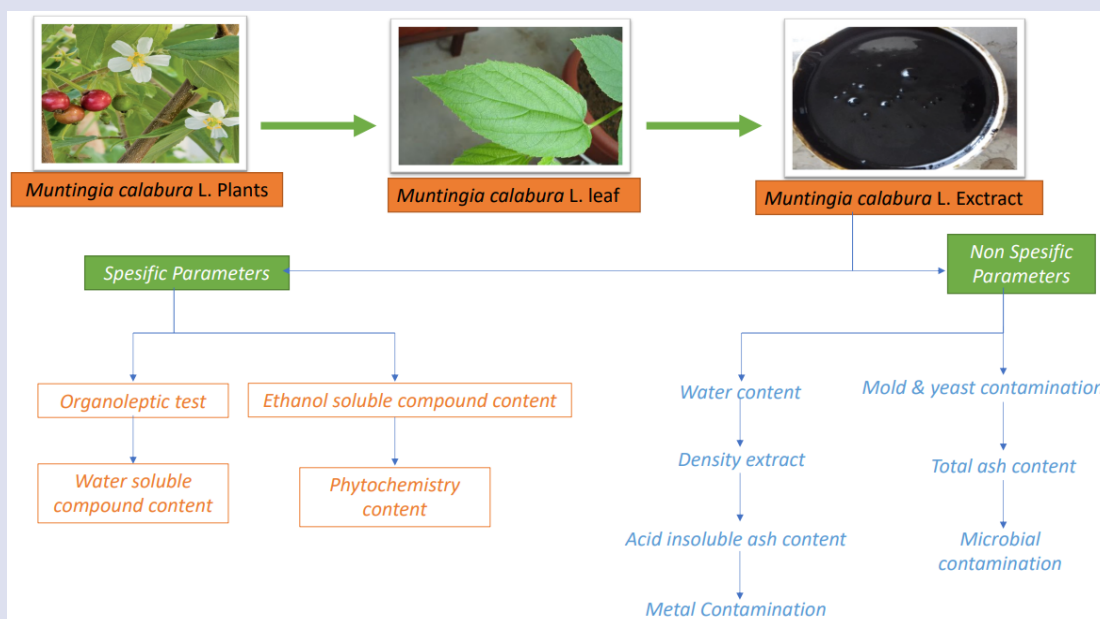 Muntingia calabura L. Plants
Muntingia calabura L. leaf
Muntingia calabura L. Exctract
Spesific Parameters
Non Spesific
Parameters
Organoleptic test
Ethanol soluble compound content
Water soluble
compound content
Phytochemistry
content
Water content
Mold & yeast contamination
Density extract
Total ash content
Acid insoluble ash content
Microbial
contamination
Metal Contamination